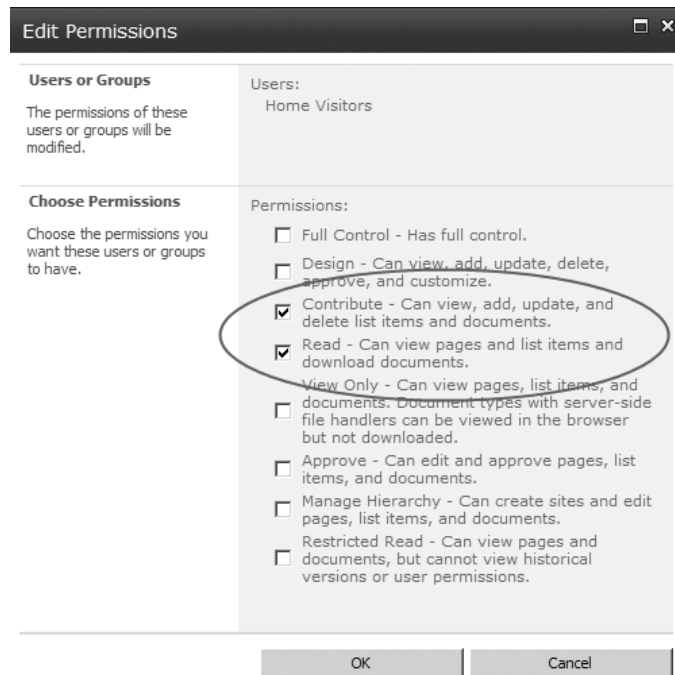 Edit Permissions
Users or Groups
The permissions of these
users or groups will be
modified.
Users:
Home Visitors
Choose Permissions
Choose the permissions you
want these users or groups
to have.
Permissions:
Full Control - Has full control.
Design - Can view, add, update, delete,
approve, and customize.
Contribute - Can view, add, update, and
delete list items and documents.
Read - Can view pages and list items and
download documents.
View Only - Can view pages, list items, and
documents. Document types with server-side
file handlers can be viewed in the browser
but not downloaded.
Approve - Can edit and approve pages, list
items, and documents.
Manage Hierarchy - Can create sites and edit
pages, list items, and documents.
Restricted Read - Can view pages and
documents, but cannot view historical
versions or user permissions.
OK
Cancel